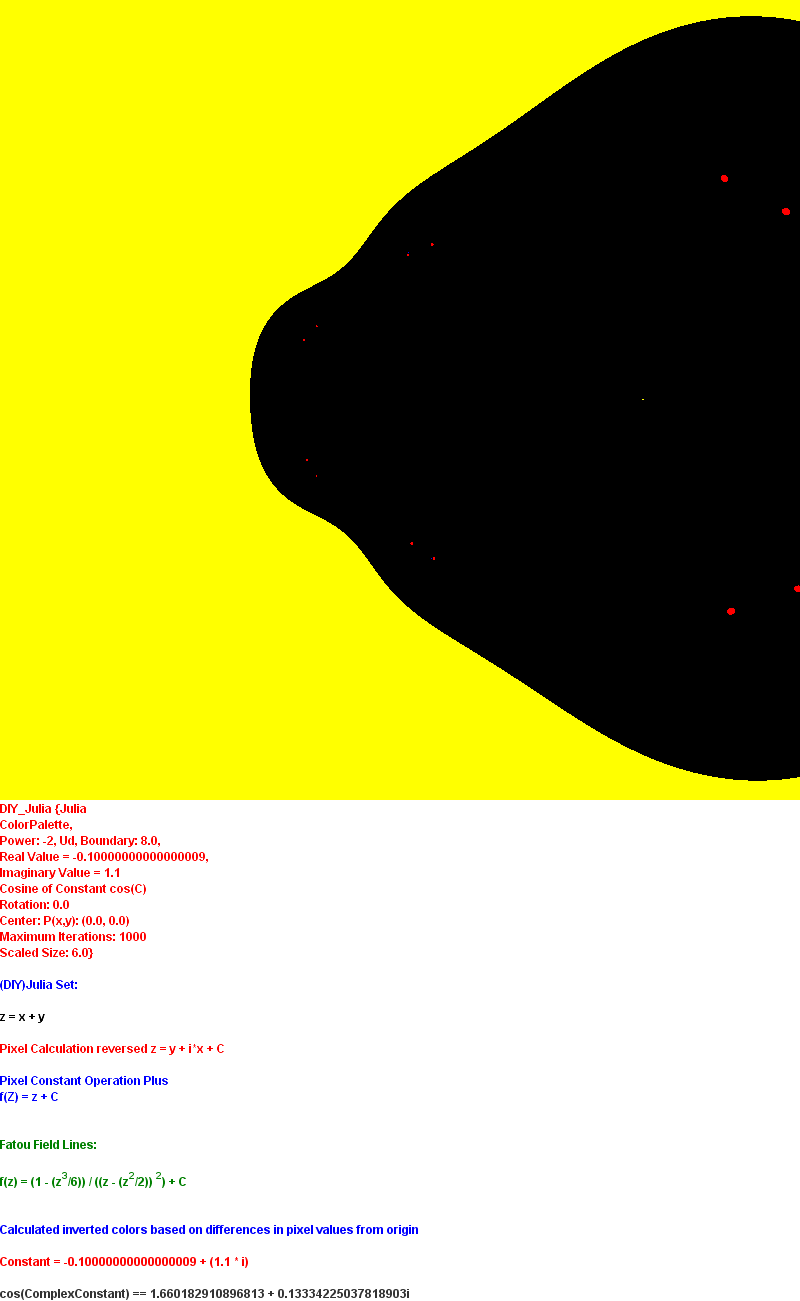 DIY_Julia {Julia
ColorPalette,
Power: -2, Ud, Boundary: 8.0,
Real Value = -0.10000000000000009,
Imaginary Value = 1.1
Cosine of Constant cos(C)
Rotation: 0.0
Center: P(x,y): (0.0, 0.0)
Maximum Iterations: 1000
Scaled Size: 6.0}
(DIY)Julia Set:
z = x + y
Pixel Calculation reversed z = y + i*x + C
Pixel Constant Operation Plus
f(Z) = z + C
Fatou Field Lines:
f(z) = (1 - (z³/6)) / ((z - (z²/2)) ²) + C
Calculated inverted colors based on differences in pixel values from origin
Constant = -0.10000000000000009 + (1.1 * i)
cos(ComplexConstant) == 1.660182910896813 + 0.13334225037818903i